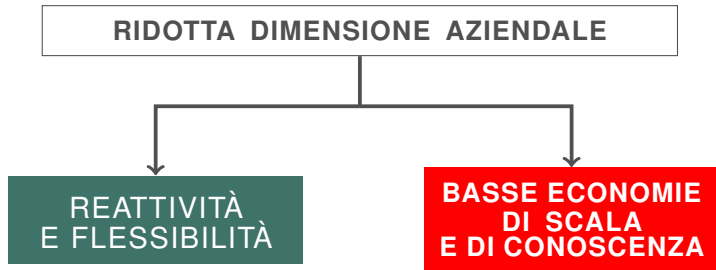 RIDOTTA DIMENSIONE AZIENDALE
REATTIVITÀ
E FLESSIBILITÀ
BASSE ECONOMIE
DI SCALA
E DI CONOSCENZA